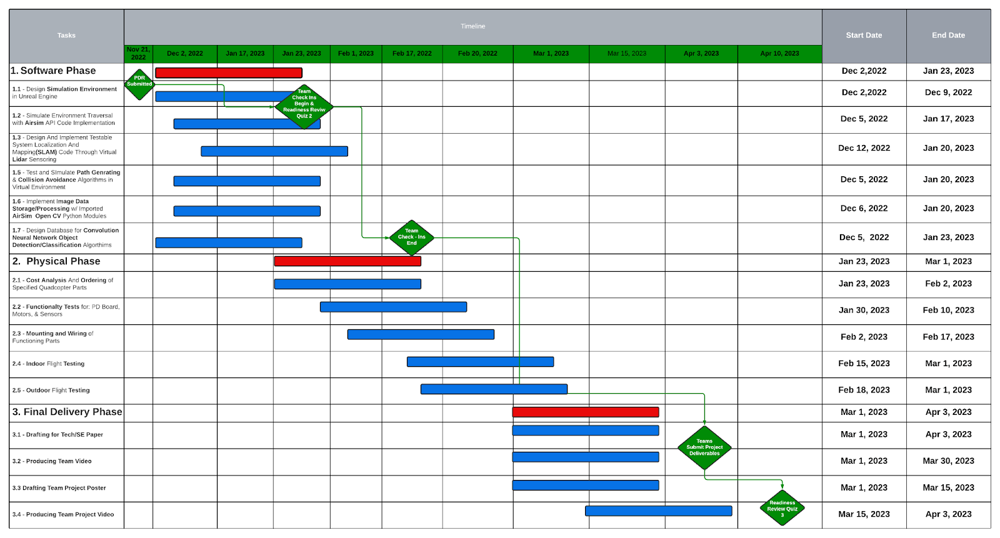 Tasks
Timeline
Start Date
End Date
Nov 21,
2022
Dec 2, 2022
Jan 17, 2023
Jan 23, 2023
Feb 1, 2023
Feb 17, 2022
Feb 20, 2022
Mar 1, 2023
Mar 15, 2023
Apr 3, 2023
Apr 10, 2023
1. Software Phase
Dec 2,2022
Jan 23, 2023
PDR
Submitted
1.1 - Design Simulation Environment
in Unreal Engine
Dec 2,2022
Dec 9, 2022
Team
Check Ins
Begin &
Readiness Reviw
Quiz 2
1.2 - Simulate Environment Traversal
with Airsim API Code Implementation
Dec 5, 2022
Jan 17, 2023
1.3 - Design And Implement Testable
System Localization And
Mapping(SLAM) Code Through Virtual
Lidar Sensoring
Dec 12, 2022
Jan 20, 2023
1.5 - Test and SImulate Path Genrating
& Collision Avoidance Algorithms in
Virtual Environment
Dec 5, 2022
Jan 20, 2023
1.6 - Implement Image Data
Storage/Processing w/ Imported
AirSim Open CV Python Modules
Dec 6, 2022
Jan 20, 2023
1.7 - Design Database for Convolution
Neural Network Object
Detection/Classification Algorthims
Team
Check - Ins
End
Dec 5, 2022
Jan 23, 2023
2. Physical Phase
Jan 23, 2023
Mar 1, 2023
2.1 - Cost Analysis And Ordering of
Specified Quadcopter Parts
Jan 23, 2023
Feb 2, 2023
2.2 - Functionalty Tests for: PD Board,
Motors, & Sensors
Jan 30, 2023
Feb 10, 2023
2.3 - Mounting and Wiring of
Functioning Parts
Feb 2, 2023
Feb 17, 2023
2.4 - Indoor Flight Testing
Feb 15, 2023
Mar 1, 2023
2.5 - Outdoor Flight Testing
Feb 18, 2023
Mar 1, 2023
3. Final Delivery Phase
Mar 1, 2023
Apr 3, 2023
3.1 - Drafting for Tech/SE Paper
Mar 1, 2023
Apr 3, 2023
Teams
Submit Project
Deliverables
3.2 - Producing Team Video
Mar 1, 2023
Mar 30, 2023
3.3 Drafting Team Project Poster
Mar 1, 2023
Mar 15, 2023
3.4 - Producing Team Project Video
Readiness
Review Quiz
3
Mar 15, 2023
Apr 3, 2023